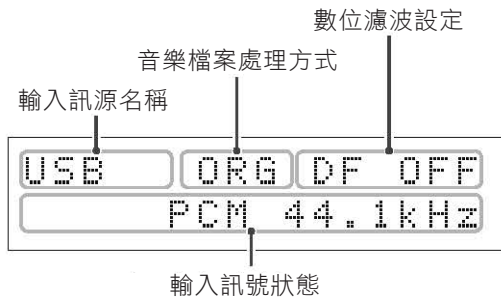 數位濾波設定
音樂檔案處理方式
輸入訊源名稱
USB ORG DF OFF
PCM 44.1kHz
輸入訊號狀態